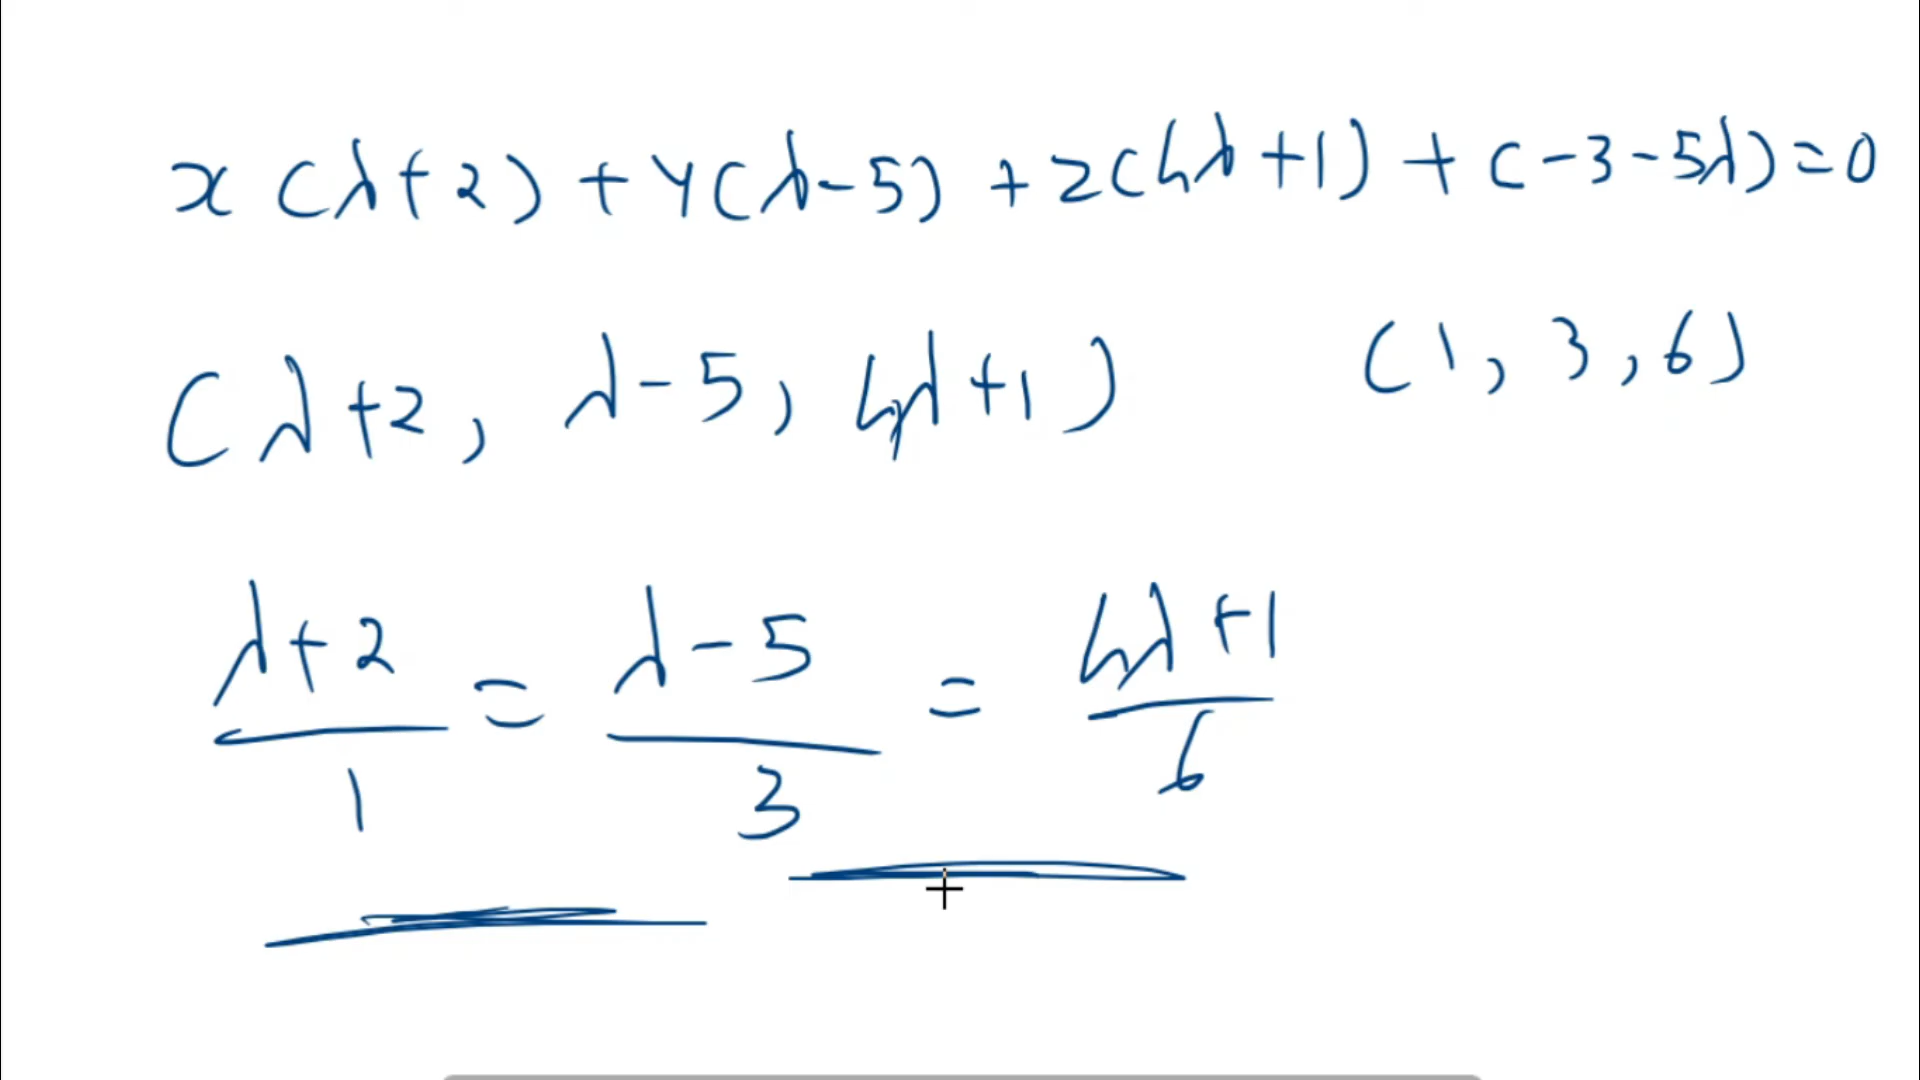 x(λ+2)+y(λ-5)+z(4λ+1)+(-3-5λ)=0
(λ+2, λ-5, 4λ+1) (1, 3, 6)
λ+2/1 = λ-5/3 = 4λ+1/6